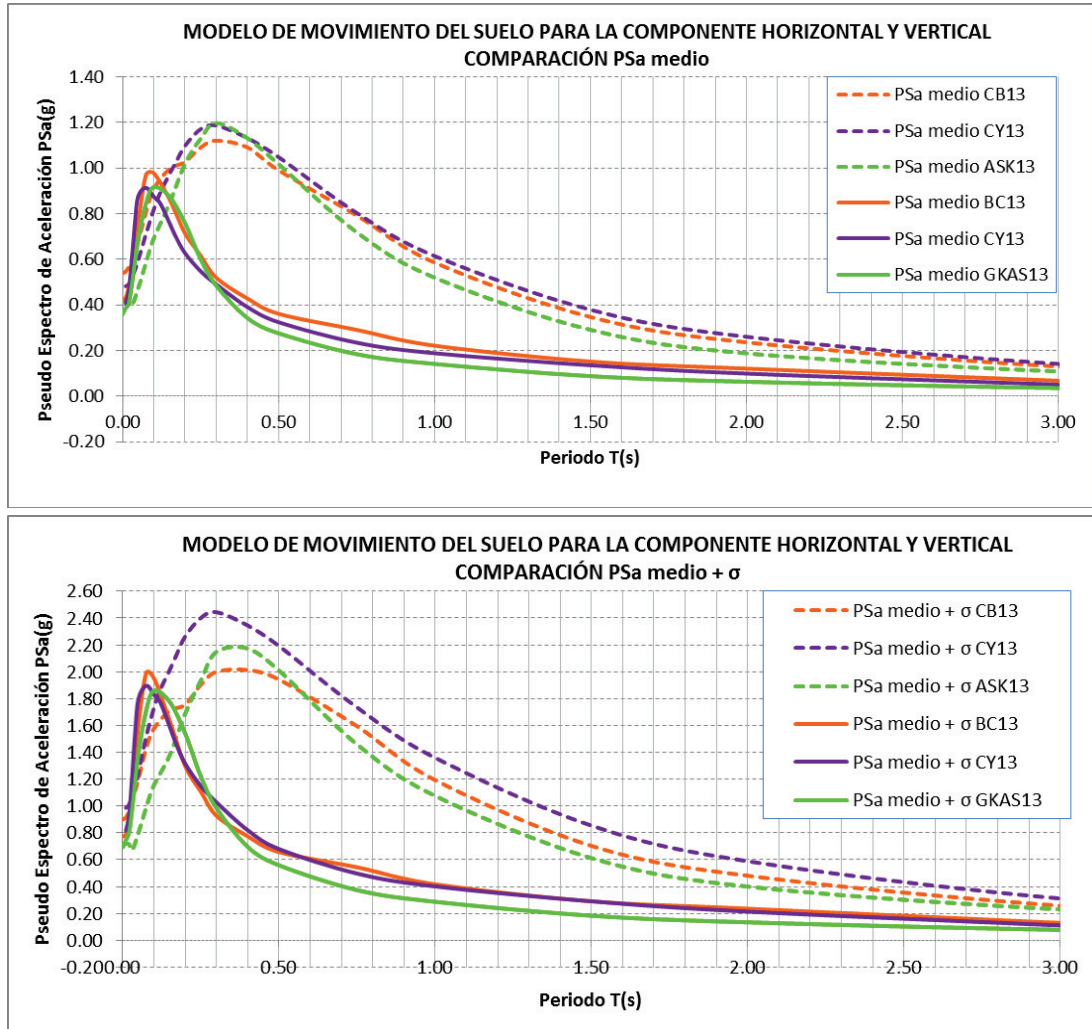 MODELO DE MOVIMIENTO DEL SUELO PARA LA COMPONENTE HORIZONTAL Y VERTICAL
COMPARACIÓN PSa medio
Pseudo Espectro de Aceleración PSa(g)
1.40
1.20
1.00
0.80
0.60
0.40
0.20
0.00
-0.20
0.00
0.50
1.00
1.50
2.00
2.50
3.00
Periodo T(s)
PSa medio CB13
PSa medio CY13
PSa medio ASK13
PSa medio BC13
PSa medio CY13
PSa medio GKAS13
MODELO DE MOVIMIENTO DEL SUELO PARA LA COMPONENTE HORIZONTAL Y VERTICAL
COMPARACIÓN PSa medio + σ
Pseudo Espectro de Aceleración PSa(g)
2.60
2.40
2.20
2.00
1.80
1.60
1.40
1.20
1.00
0.80
0.60
0.40
0.20
0.00
-0.20
0.00
0.50
1.00
1.50
2.00
2.50
3.00
Periodo T(s)
PSa medio + σ CB13
PSa medio + σ CY13
PSa medio + σ ASK13
PSa medio + σ BC13
PSa medio + σ CY13
PSa medio + σ GKAS13